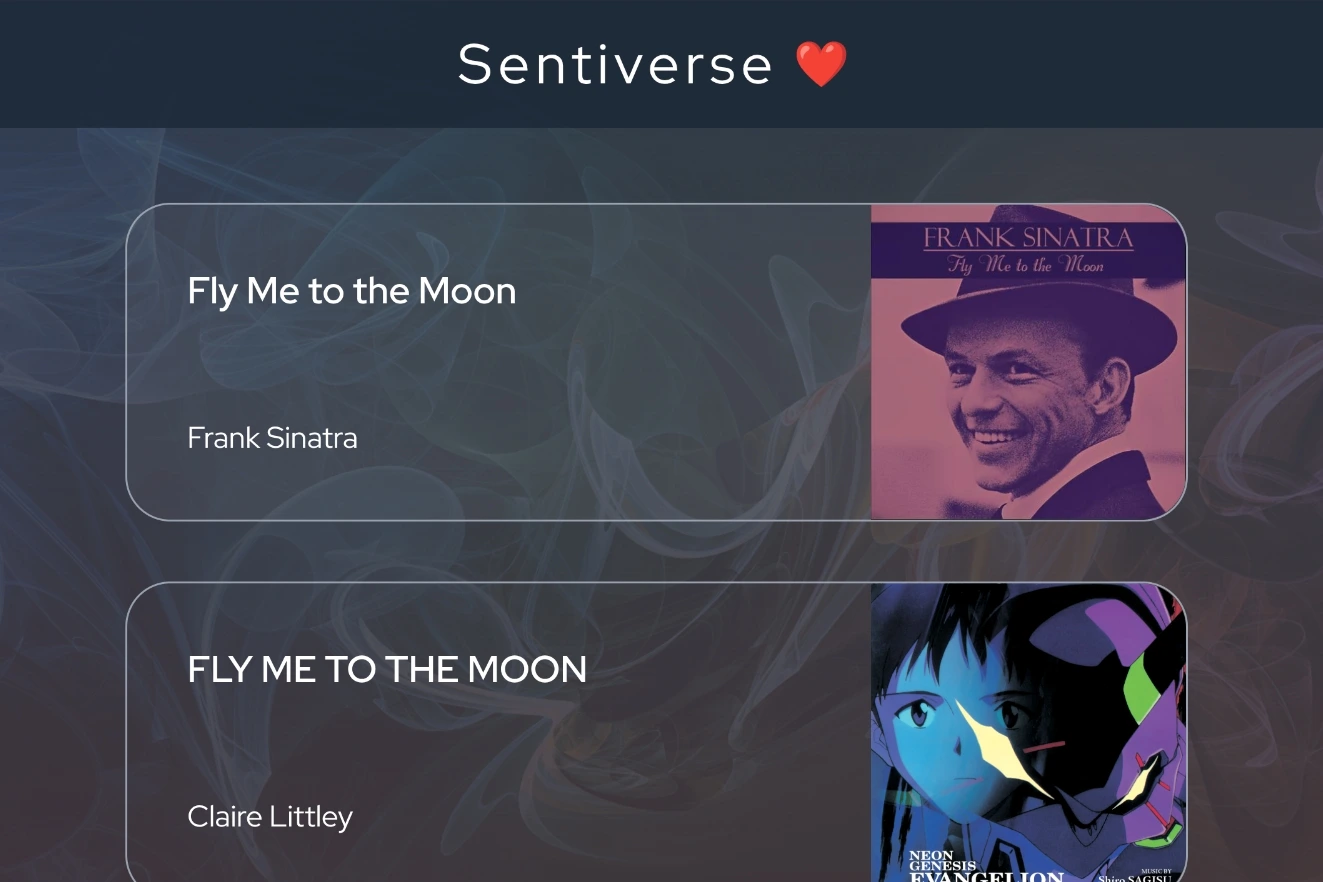 Sentiverse ❤️
Fly Me to the Moon
Frank Sinatra
FRANK SINATRA
Fly Me to the Moon
FLY ME TO THE MOON
Claire Littley
NEON
GENESIS
EVANGELION
MUSIC BY
Shiro SAGISU